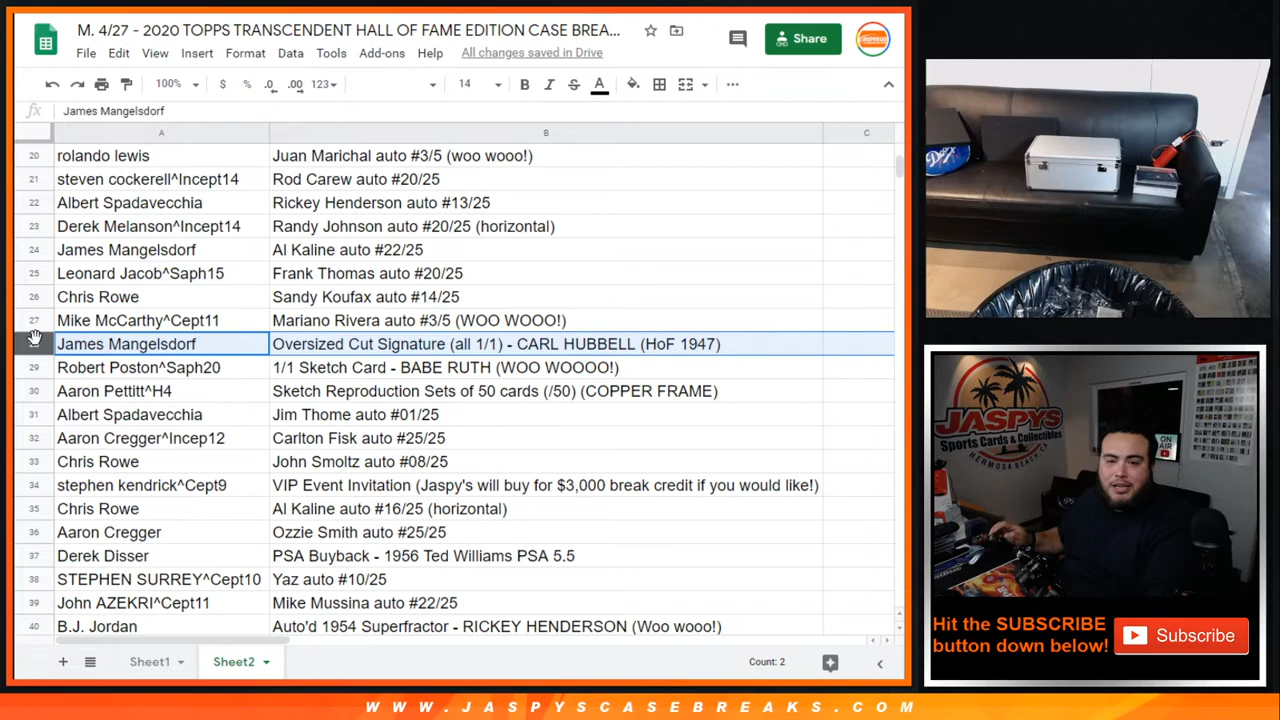 M. 4/27 - 2020 TOPPS TRANSCENDENT HALL OF FAME EDITION CASE BREA...
Share
File Edit View Insert Format Data Tools Add-ons Help All changes saved in Drive
100% $ % .0 .00 123 14 B I S A
fx James Mangelsdorf
A B C
20 rolando lewis Juan Marichal auto #3/5 (woo wooo!)
21 steven cockerell^Incept14 Rod Carew auto #20/25
22 Albert Spadavecchia Rickey Henderson auto #13/25
23 Derek Melanson^Incept14 Randy Johnson auto #20/25 (horizontal)
24 James Mangelsdorf Al Kaline auto #22/25
25 Leonard Jacob^Saph15 Frank Thomas auto #20/25
26 Chris Rowe Sandy Koufax auto #14/25
27 Mike McCarthy^Cept11 Mariano Rivera auto #3/5 (WOO WOOO!)
James Mangelsdorf Oversized Cut Signature (all 1/1) - CARL HUBBELL (HoF 1947)
29 Robert Poston^Saph20 1/1 Sketch Card - BABE RUTH (WOO WOOOO!)
30 Aaron Pettitt^H4 Sketch Reproduction Sets of 50 cards (/50) (COPPER FRAME)
31 Albert Spadavecchia Jim Thome auto #01/25
32 Aaron Cregger^Incep12 Carlton Fisk auto #25/25
33 Chris Rowe John Smoltz auto #08/25
34 stephen kendrick^Cept9 VIP Event Invitation (Jaspy's will buy for $3,000 break credit if you would like!)
35 Chris Rowe Al Kaline auto #16/25 (horizontal)
36 Aaron Cregger Ozzie Smith auto #25/25
37 Derek Disser PSA Buyback - 1956 Ted Williams PSA 5.5
38 STEPHEN SURREY^Cept10 Yaz auto #10/25
39 John AZEKRI^Cept11 Mike Mussina auto #22/25
40 B.J. Jordan Auto'd 1954 Superfractor - RICKEY HENDERSON (Woo wooo!)
Sheet1 Sheet2 Count: 2
JASPYS
Sports Cards & Collectibles
HERMOSA BEACH, CA
ON AIR
Hit the SUBSCRIBE
button down below!
Subscribe
WWW.JASPYSCASEBREAKS.COM